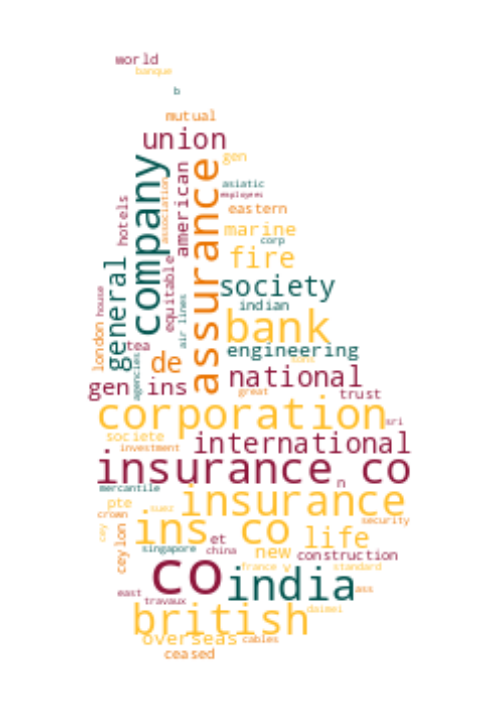 world
banque
b
mutual
union
gen
company
assurance
american
association
asiatic
employees
hotels
eastern
marine
corp
fire
equitable
general
society
indian
air lines
house
london
bank
engineering
tea
de
agencies
national
gen ins
great
trust
corporation
sri
societe
international
investment
insurance co
n
mercantile
insurance
pte
suez
crown
ins co
security
life
cey
ceylon
et
singapore
china
new
construction
france
y
standard
co
india
ass
east
travaux
british
daimei
overseas
cables
ceased